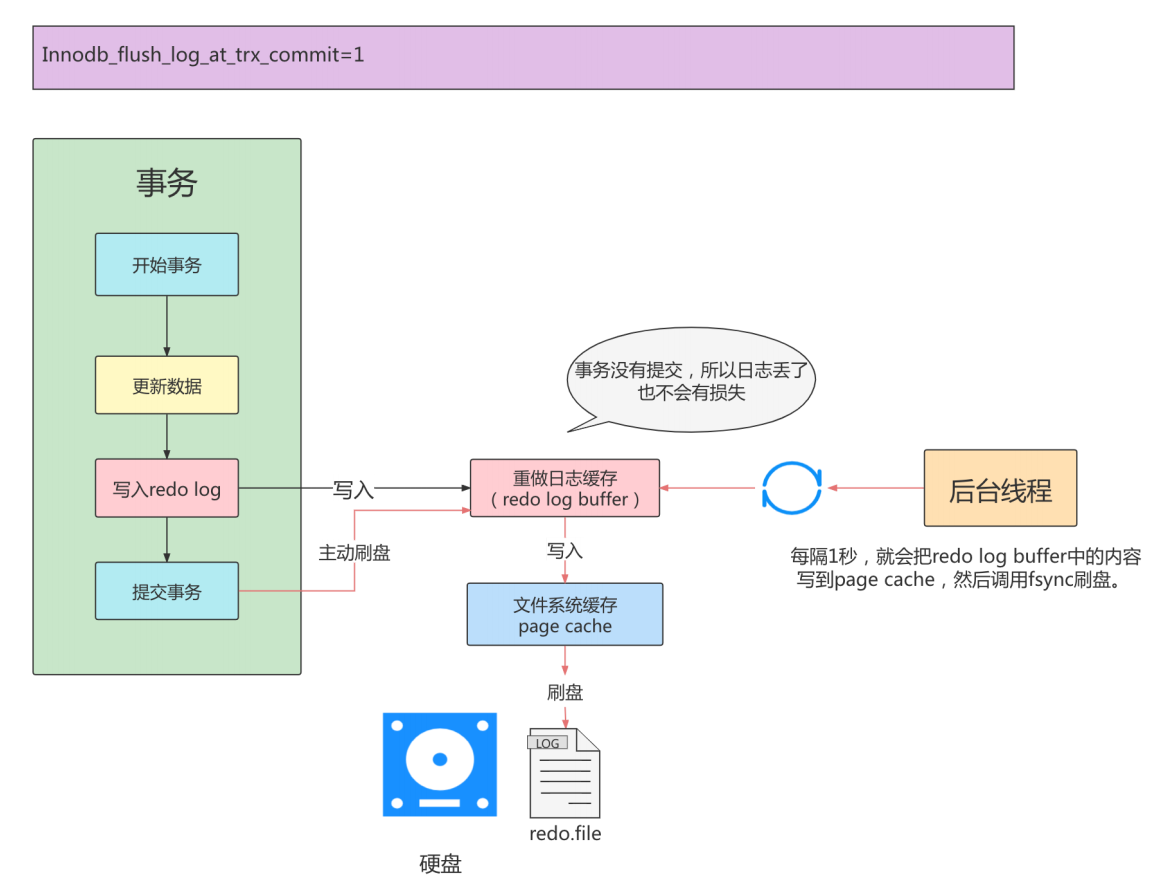 Innodb_flush_log_at_trx_commit=1
事务
开始事务
更新数据
写入redo log
提交事务
写入
主动刷盘
事务没有提交，所以日志丢了
也不会有损失
重做日志缓存
（redo log buffer）
写入
文件系统缓存
page cache
刷盘
LOG
redo.file
硬盘
后台线程
每隔1秒，就会把redo log buffer中的内容
写到page cache，然后调用fsync刷盘。